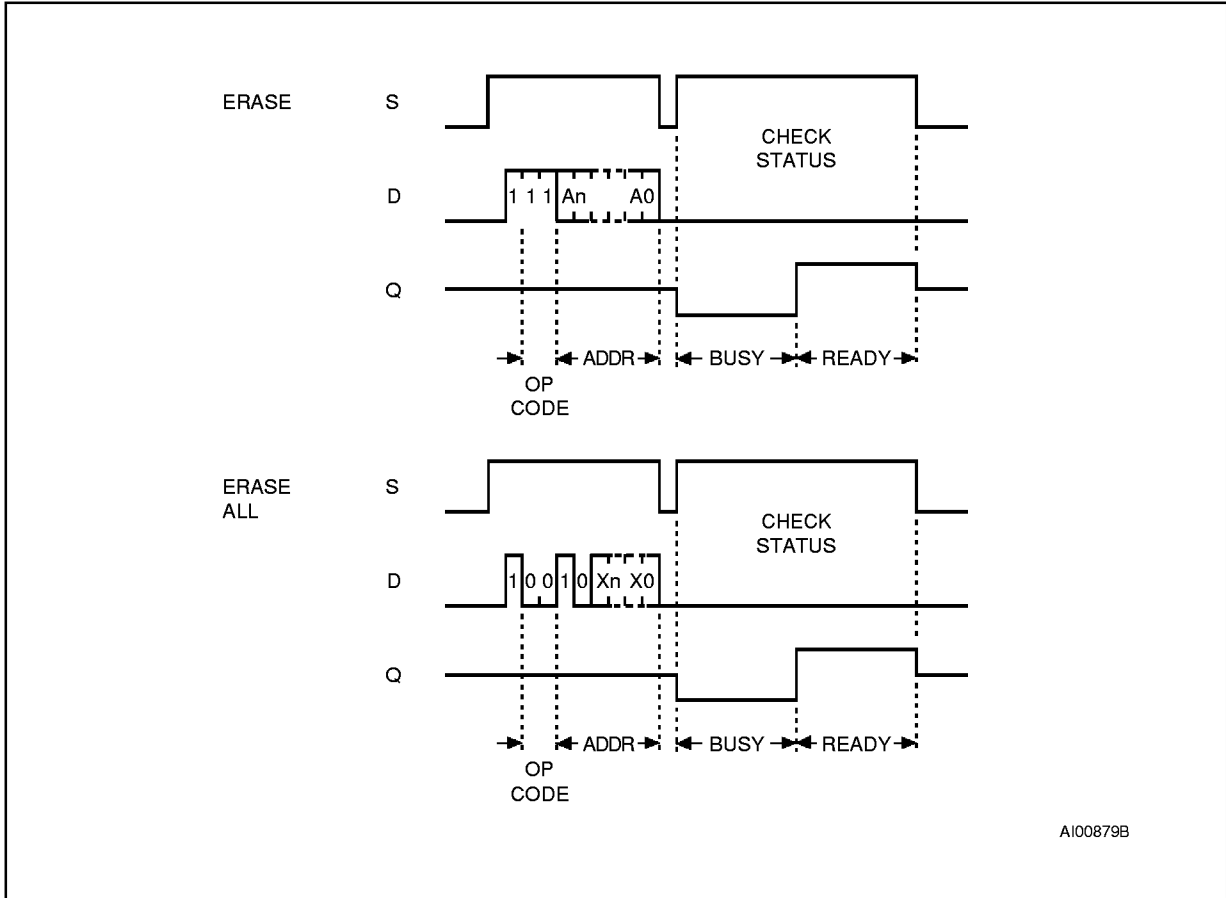 ERASE S
CHECK
STATUS
D 1 1 1 An A0
Q
ADDR BUSY READY
OP
CODE
ERASE
ALL
S
CHECK
STATUS
D 1 0 0 1 0 Xn X0
Q
ADDR BUSY READY
OP
CODE
AI00879B